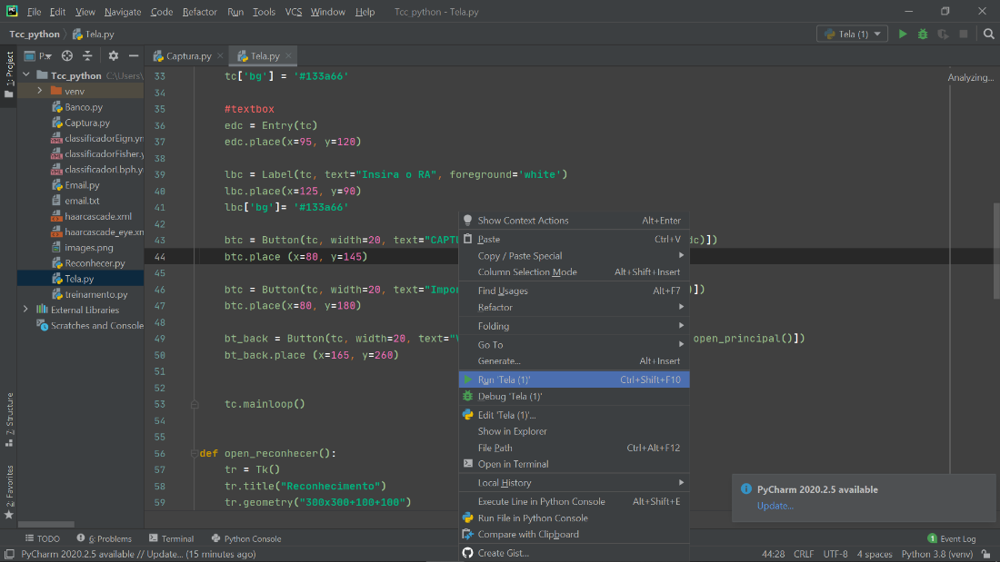 PC File Edit View Navigate Code Refactor Run Tools VCS Window Help Tcc_python - Tela.py
Tcc_python Tela.py Tela (1)
1: Project P.. Captura.py Tela.py
Analyzing...
Tcc_python C:\Users\
venv
Banco.py
Captura.py
classificadorEign.ym
classificadorFisher.y
classificadorLbph.y
Email.py
email.txt
haarcascade.xml
haarcascade_eye.xm
images.png
Reconhecer.py
Tela.py
treinamento.py
External Libraries
Scratches and Console
7: Structure
2: Favorites
33 tc['bg'] = '#133a66'
34
35 #textbox
36 edc = Entry(tc)
37 edc.place(x=95, y=120)
38
39 lbc = Label(tc, text="Insira o RA", foreground='white')
40 lbc.place(x=125, y=90)
41 lbc['bg']= '#133a66'
42
43 btc = Button(tc, width=20, text="CAPTU dc)])
44 btc.place (x=80, y=145)
45
46 btc = Button(tc, width=20, text="Impor )])
47 btc.place(x=80, y=180)
48
49 bt_back = Button(tc, width=20, text="V open_principal()])
50 bt_back.place (x=165, y=260)
51
52
53 tc.mainloop()
54
55
56 def open_reconhecer():
57 tr = Tk()
58 tr.title("Reconhecimento")
59 tr.geometry("300x300+100+100")
Show Context Actions Alt+Enter
Paste Ctrl+V
Copy / Paste Special
Column Selection Mode Alt+Shift+Insert
Find Usages Alt+F7
Refactor
Folding
Go To
Generate... Alt+Insert
Run 'Tela (1)' Ctrl+Shift+F10
Debug 'Tela (1)'
Edit 'Tela (1)'...
Show in Explorer
File Path Ctrl+Alt+F12
Open in Terminal
Local History
Execute Line in Python Console Alt+Shift+E
Run File in Python Console
Compare with Clipboard
Create Gist...
PyCharm 2020.2.5 available
Update...
TODO 6: Problems Terminal Python Console 1 Event Log
PyCharm 2020.2.5 available // Update... (15 minutes ago) 44:28 CRLF UTF-8 4 spaces Python 3.8 (venv)